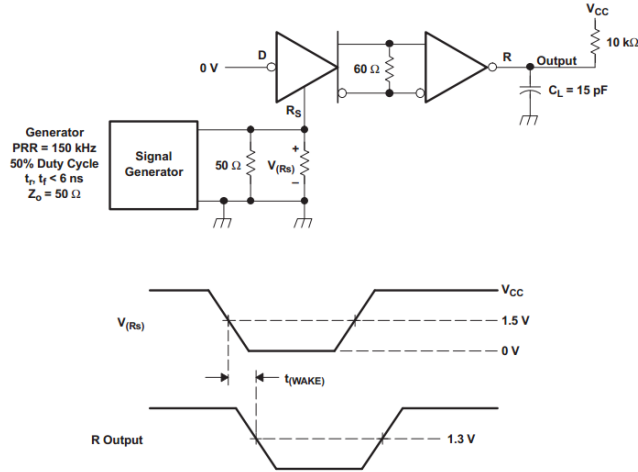 VCC
10 kΩ
D
0 V
60 Ω
R
Output
CL = 15 pF
RS
Generator
PRR = 150 kHz
50% Duty Cycle
tr, tf < 6 ns
Zo = 50 Ω
Signal
Generator
50 Ω
+
V(Rs)
–
VCC
V(Rs)
1.5 V
0 V
t(WAKE)
R Output
1.3 V